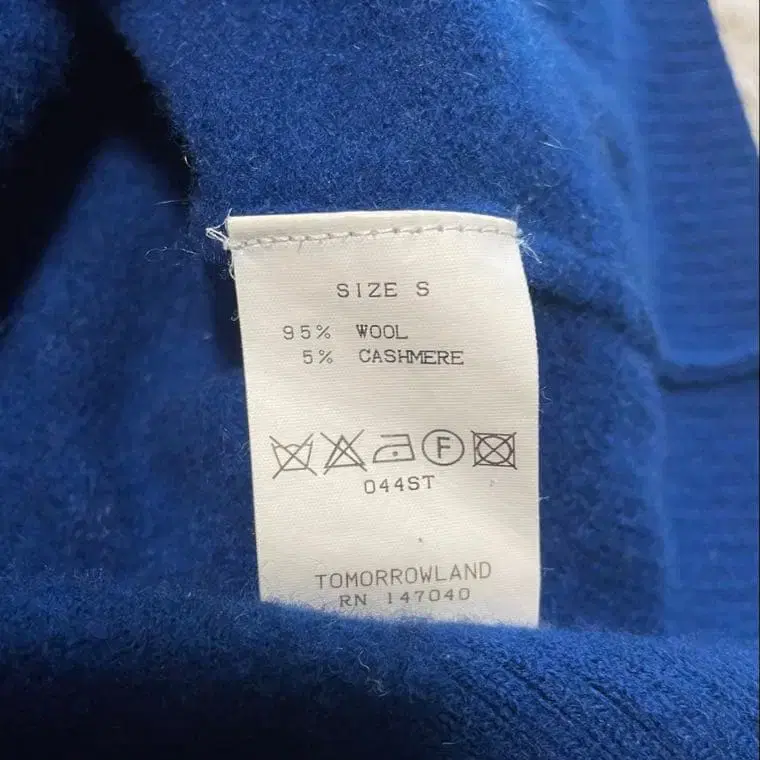 SIZE S
95% WOOL
5% CASHMERE
F
044ST
TOMORROWLAND
RN 147040